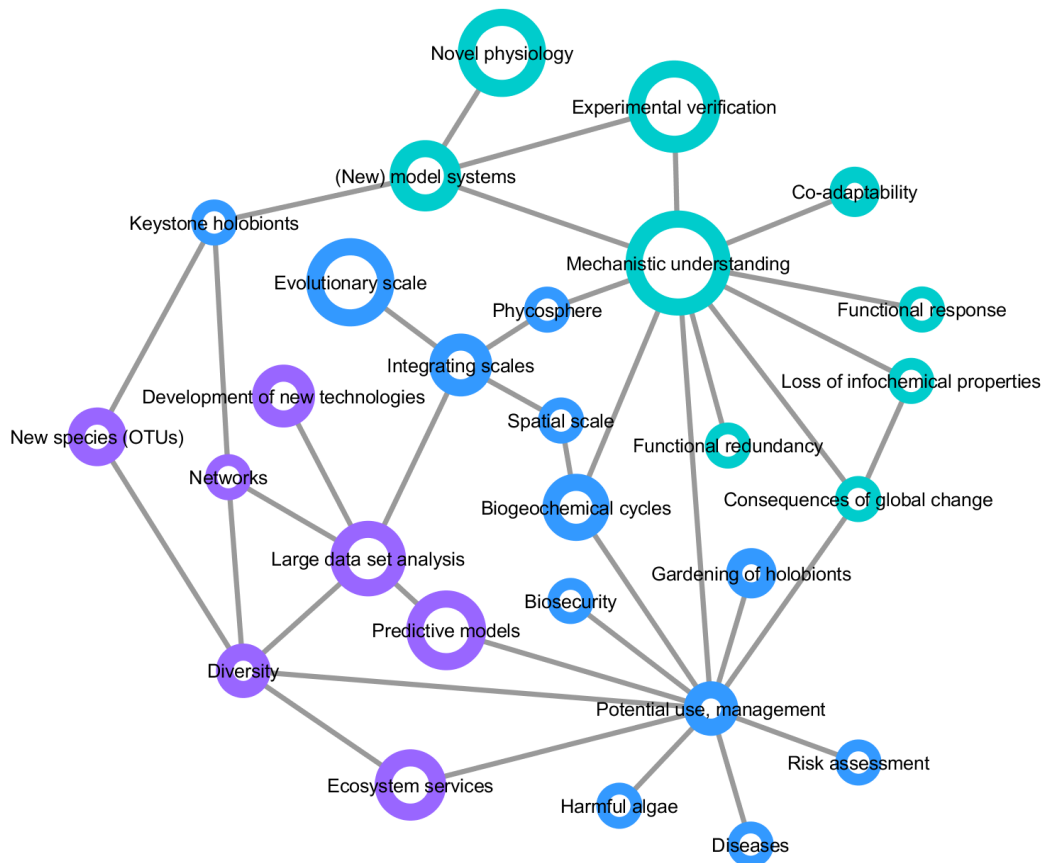 Novel physiology
Experimental verification
(New) model systems
Co-adaptability
Keystone holobionts
Mechanistic understanding
Evolutionary scale
Phycosphere
Functional response
Integrating scales
Loss of infochemical properties
Development of new technologies
Spatial scale
New species (OTUs)
Functional redundancy
Networks
Consequences of global change
Biogeochemical cycles
Large data set analysis
Gardening of holobionts
Biosecurity
Predictive models
Diversity
Potential use, management
Risk assessment
Ecosystem services
Harmful algae
Diseases